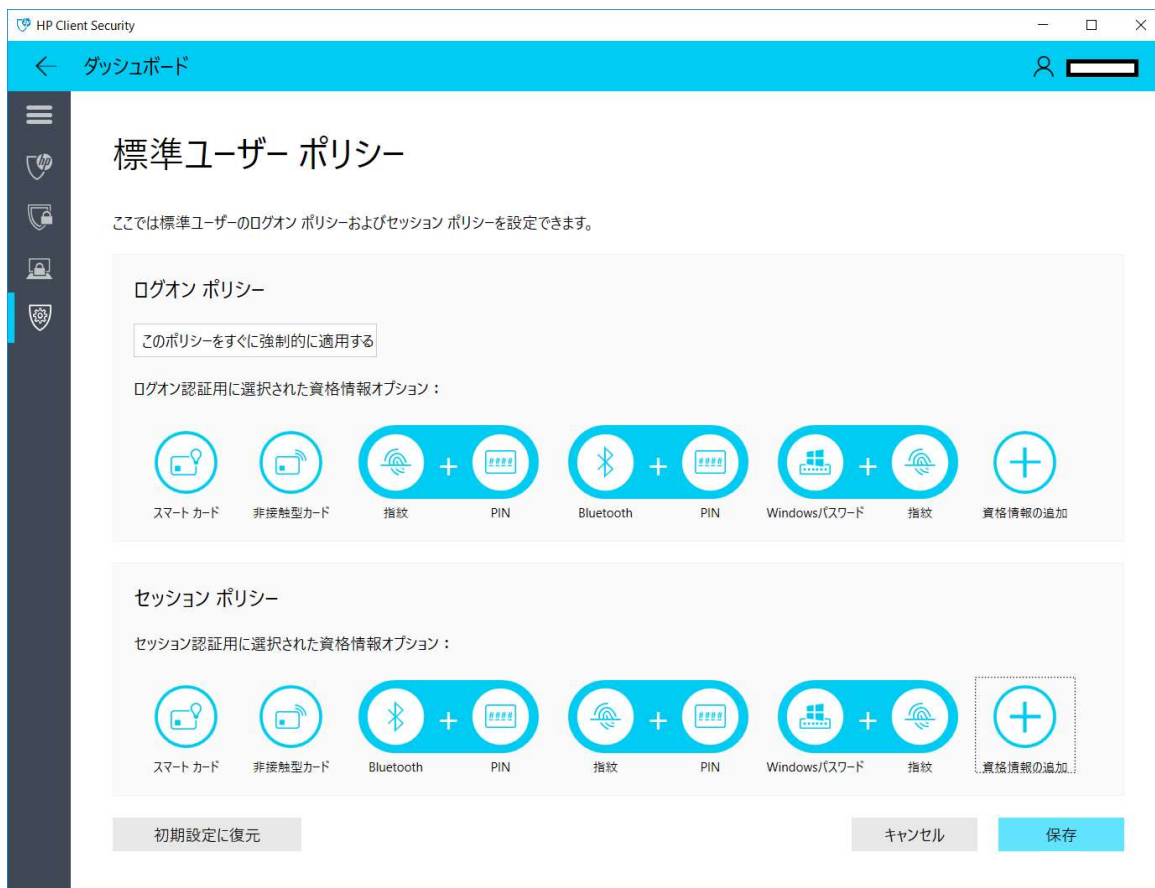 HP Client Security
ダッシュボード
標準ユーザー ポリシー
ここでは標準ユーザーのログオン ポリシーおよびセッション ポリシーを設定できます。
ログオン ポリシー
このポリシーをすぐに強制的に適用する
ログオン認証用に選択された資格情報オプション：
スマート カード 非接触型カード 指紋 PIN Bluetooth PIN Windowsパスワード 指紋 資格情報の追加
セッション ポリシー
セッション認証用に選択された資格情報オプション：
スマート カード 非接触型カード Bluetooth PIN 指紋 PIN Windowsパスワード 指紋 資格情報の追加
初期設定に復元 キャンセル 保存